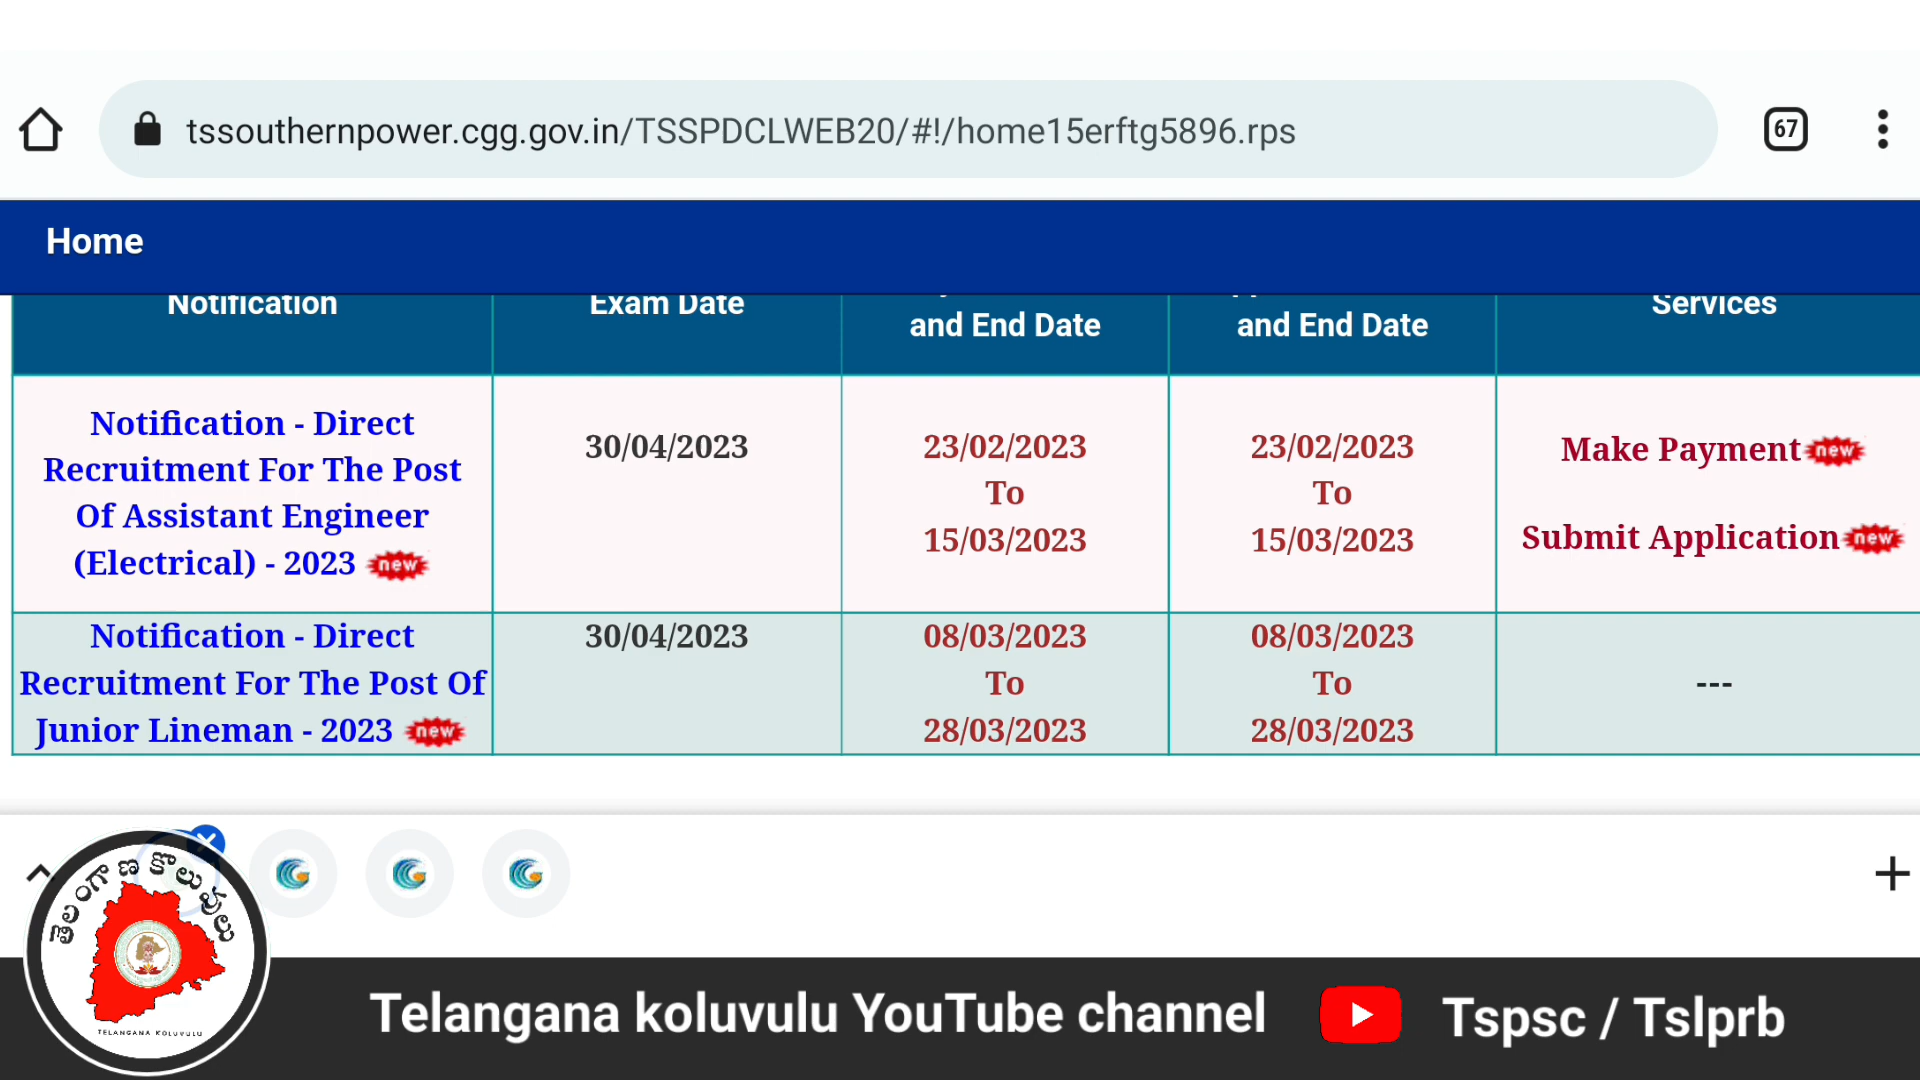 tssouthernpower.cgg.gov.in/TSSPDCLWEB20/#!/home15erftg5896.rps
67
Home
Notification
Exam Date
and End Date
and End Date
Services
Notification - Direct
Recruitment For The Post
Of Assistant Engineer
(Electrical) - 2023 new
30/04/2023
23/02/2023
To
15/03/2023
23/02/2023
To
15/03/2023
Make Payment new
Submit Application new
Notification - Direct
Recruitment For The Post Of
Junior Lineman - 2023 new
30/04/2023
08/03/2023
To
28/03/2023
08/03/2023
To
28/03/2023
---
తెలంగాణ కొలువులు
TELANGANA KOLUVULU
Telangana koluvulu YouTube channel
Tspsc / Tslprb